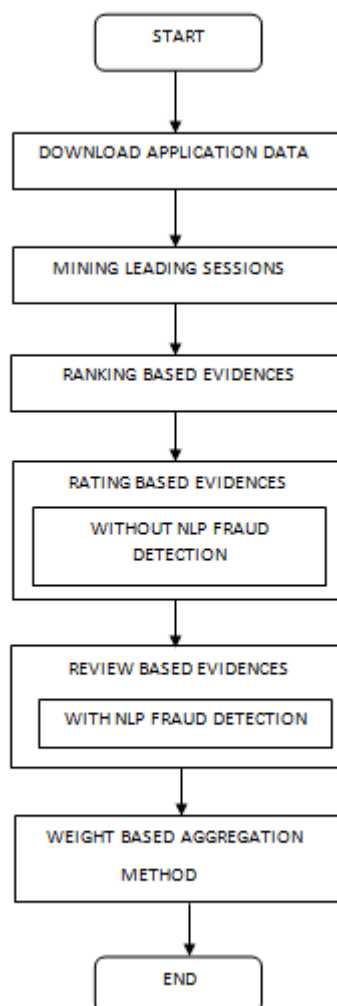 START
DOWNLOAD APPLICATION DATA
MINING LEADING SESSIONS
RANKING BASED EVIDENCES
RATING BASED EVIDENCES
WITHOUT NLP FRAUD
DETECTION
REVIEW BASED EVIDENCES
WITH NLP FRAUD DETECTION
WEIGHT BASED AGGREGATION
METHOD
END